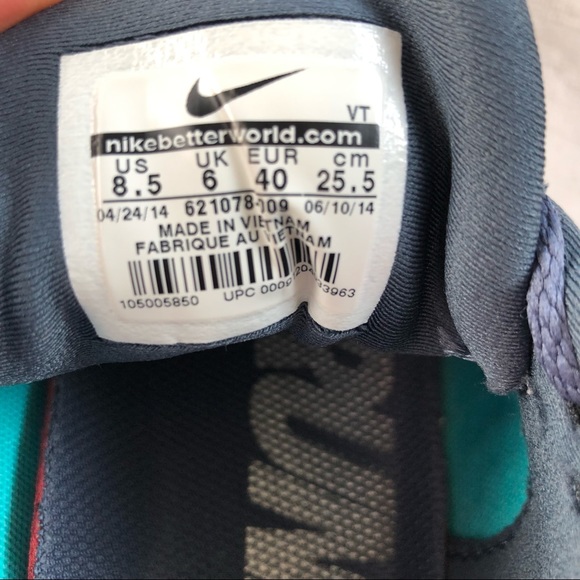 VT
nikebetterworld.com
US UK EUR cm
8.5 6 40 25.5
04/24/14 621078-009 06/10/14
MADE IN VIETNAM
FABRIQUE AU VIETNAM
105005850 UPC